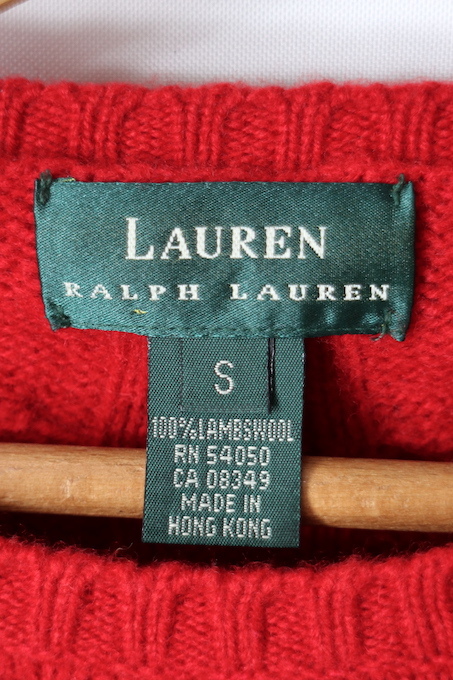 LAUREN
RALPH LAUREN
S
100%LAMBSWOOL
RN 54050
CA 08349
MADE IN
HONG KONG